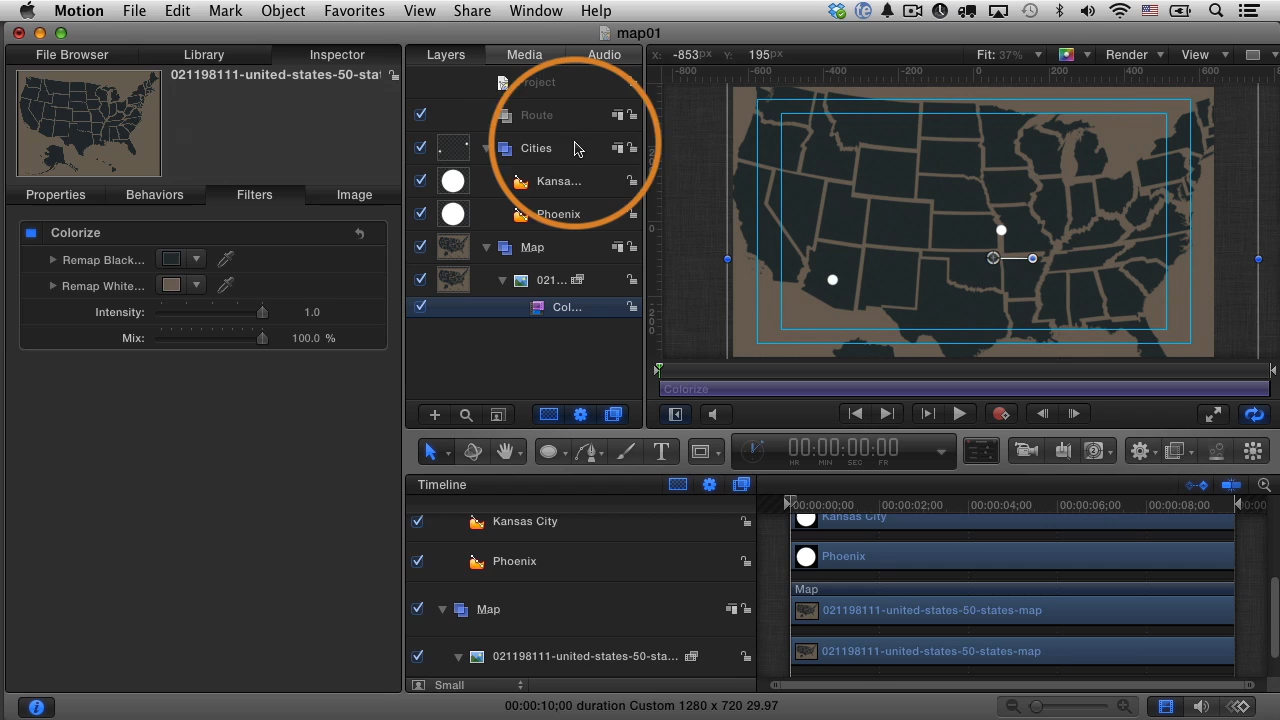 Motion File Edit Mark Object Favorites View Share Window Help
map01
File Browser Library Inspector
021198111-united-states-50-stat
Properties Behaviors Filters Image
Colorize
Remap Black...
Remap White...
Intensity: 1.0
Mix: 100.0 %
Layers Media Audio
Project
Route
Cities
Kansa...
Phoenix
Map
021...
Col...
X: -853px Y: 195px Fit: 37% Render View
-800 -600 -400 -200 0 200 400 600
0
Colorize
T
00:00:00:00
HR MIN SEC FR
Timeline
00:00:00;00 00:00:02;00 00:00:04;00 00:00:06;00 00:00:08;00
Kansas City
Phoenix
Map
021198111-united-states-50-sta...
Kansas City
Phoenix
Map
021198111-united-states-50-states-map
021198111-united-states-50-states-map
Small
00:00:10;00 duration Custom 1280 x 720 29.97